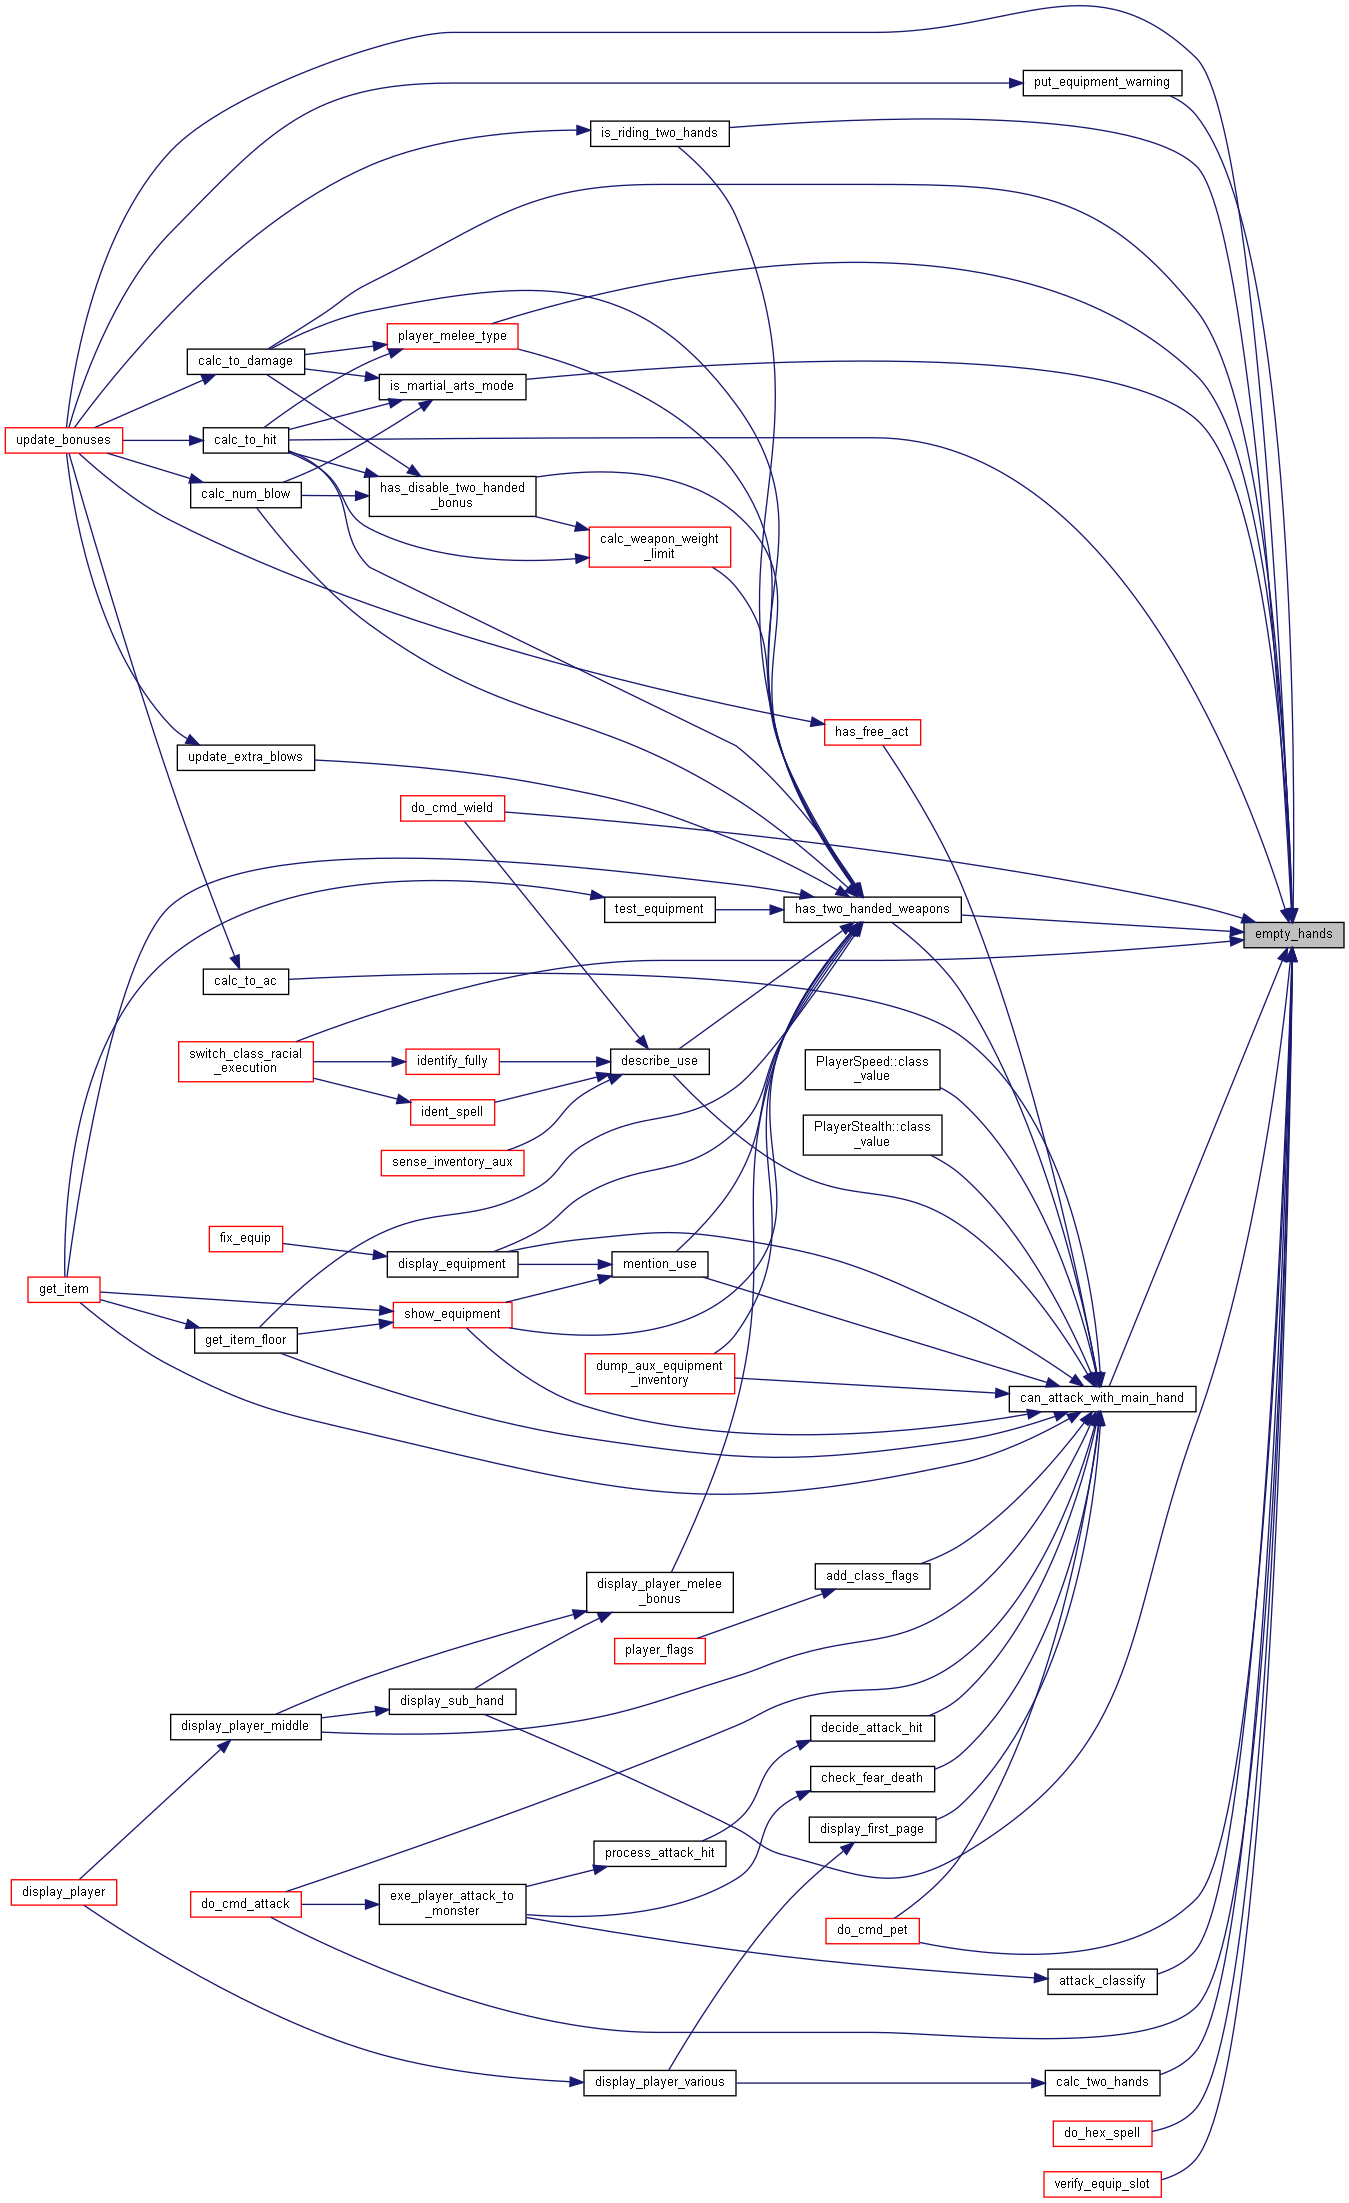 put_equipment_warning
is_riding_two_hands
player_melee_type
calc_to_damage
is_martial_arts_mode
update_bonuses
calc_to_hit
calc_num_blow
has_disable_two_handed
_bonus
calc_weapon_weight
_limit
has_free_act
update_extra_blows
do_cmd_wield
test_equipment
has_two_handed_weapons
empty_hands
calc_to_ac
switch_class_racial
_execution
identify_fully
describe_use
PlayerSpeed::class
_value
ident_spell
PlayerStealth::class
_value
sense_inventory_aux
fix_equip
display_equipment
mention_use
get_item
show_equipment
get_item_floor
dump_aux_equipment
_inventory
can_attack_with_main_hand
add_class_flags
display_player_melee
_bonus
player_flags
display_sub_hand
display_player_middle
decide_attack_hit
check_fear_death
display_first_page
process_attack_hit
display_player
do_cmd_attack
exe_player_attack_to
_monster
do_cmd_pet
attack_classify
display_player_various
calc_two_hands
do_hex_spell
verify_equip_slot